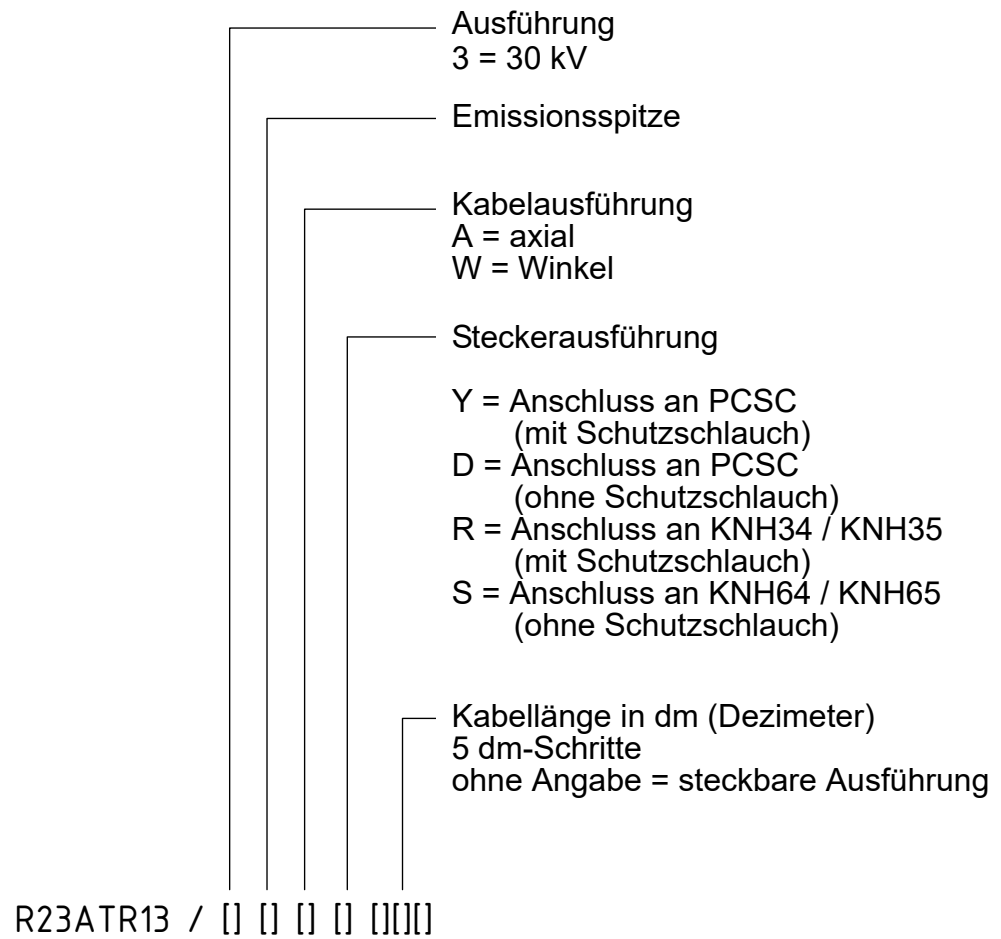 Ausführung
3 = 30 kV
Emissionsspitze
Kabelausführung
A = axial
W = Winkel
Steckerausführung
Y = Anschluss an PCSC
(mit Schutzschlauch)
D = Anschluss an PCSC
(ohne Schutzschlauch)
R = Anschluss an KNH34 / KNH35
(mit Schutzschlauch)
S = Anschluss an KNH64 / KNH65
(ohne Schutzschlauch)
Kabellänge in dm (Dezimeter)
5 dm-Schritte
ohne Angabe = steckbare Ausführung
R23ATR13 / [] [] [] [] [][][]